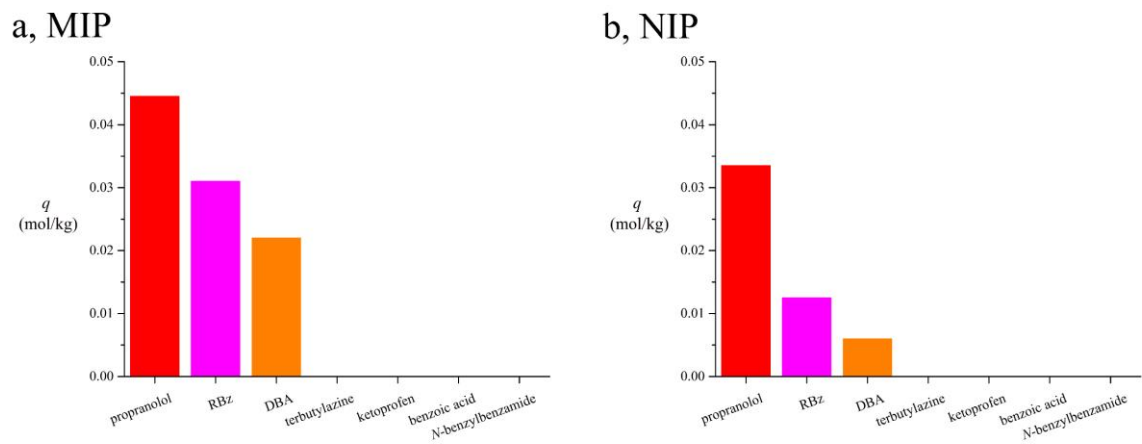 a, MIP
0.05
0.04
0.03
0.02
0.01
0.00
q
(mol/kg)
propranolol
RBz
DBA
terbutylazine
ketoprofen
benzoic acid
N-benzylbenzamide
b, NIP
0.05
0.04
0.03
0.02
0.01
0.00
q
(mol/kg)
propranolol
RBz
DBA
terbutylazine
ketoprofen
benzoic acid
N-benzylbenzamide